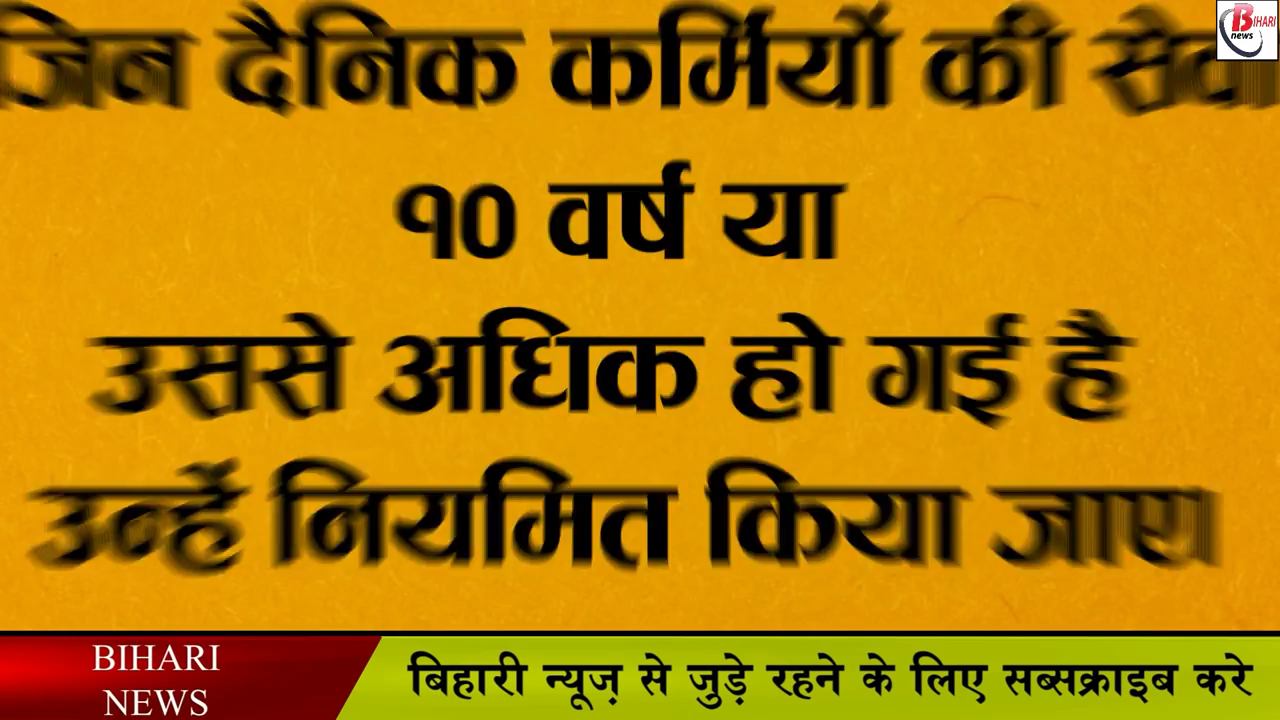 BIHARI
news
जिन दैनिक कर्मियों की सेवा
१० वर्ष या
उससे अधिक हो गई है
उन्हें नियमित किया जाए।
BIHARI
NEWS
बिहारी न्यूज़ से जुड़े रहने के लिए सब्सक्राइब करे